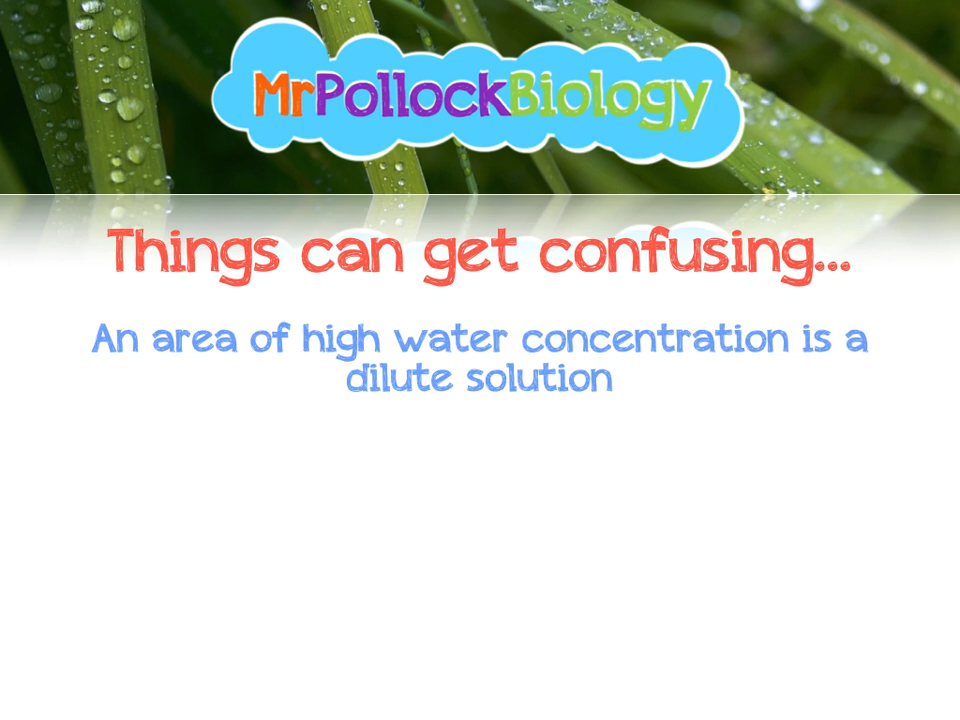 MrPollockBiology
Things can get confusing...
An area of high water concentration is a
dilute solution